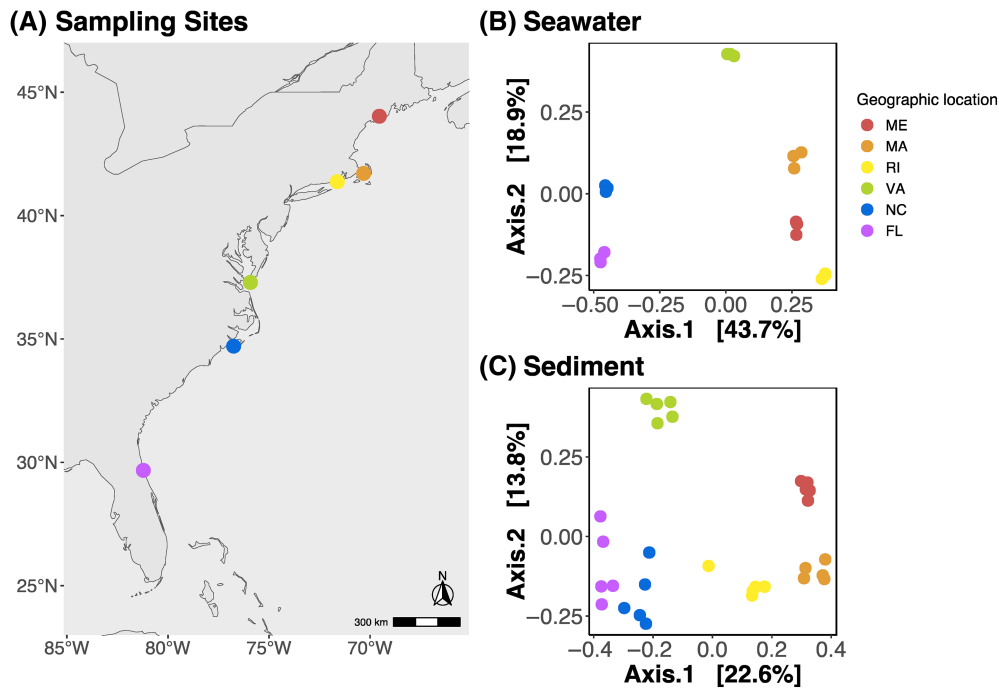 (A) Sampling Sites
45°N
40°N
35°N
30°N
25°N
85°W
80°W
75°W
70°W
N
300 km
(B) Seawater
Axis.2 [18.9%]
0.25
0.00
−0.25
−0.50
−0.25
0.00
0.25
Axis.1 [43.7%]
Geographic location
ME
MA
RI
VA
NC
FL
(C) Sediment
Axis.2 [13.8%]
0.25
0.00
−0.25
−0.4
−0.2
0.0
0.2
0.4
Axis.1 [22.6%]